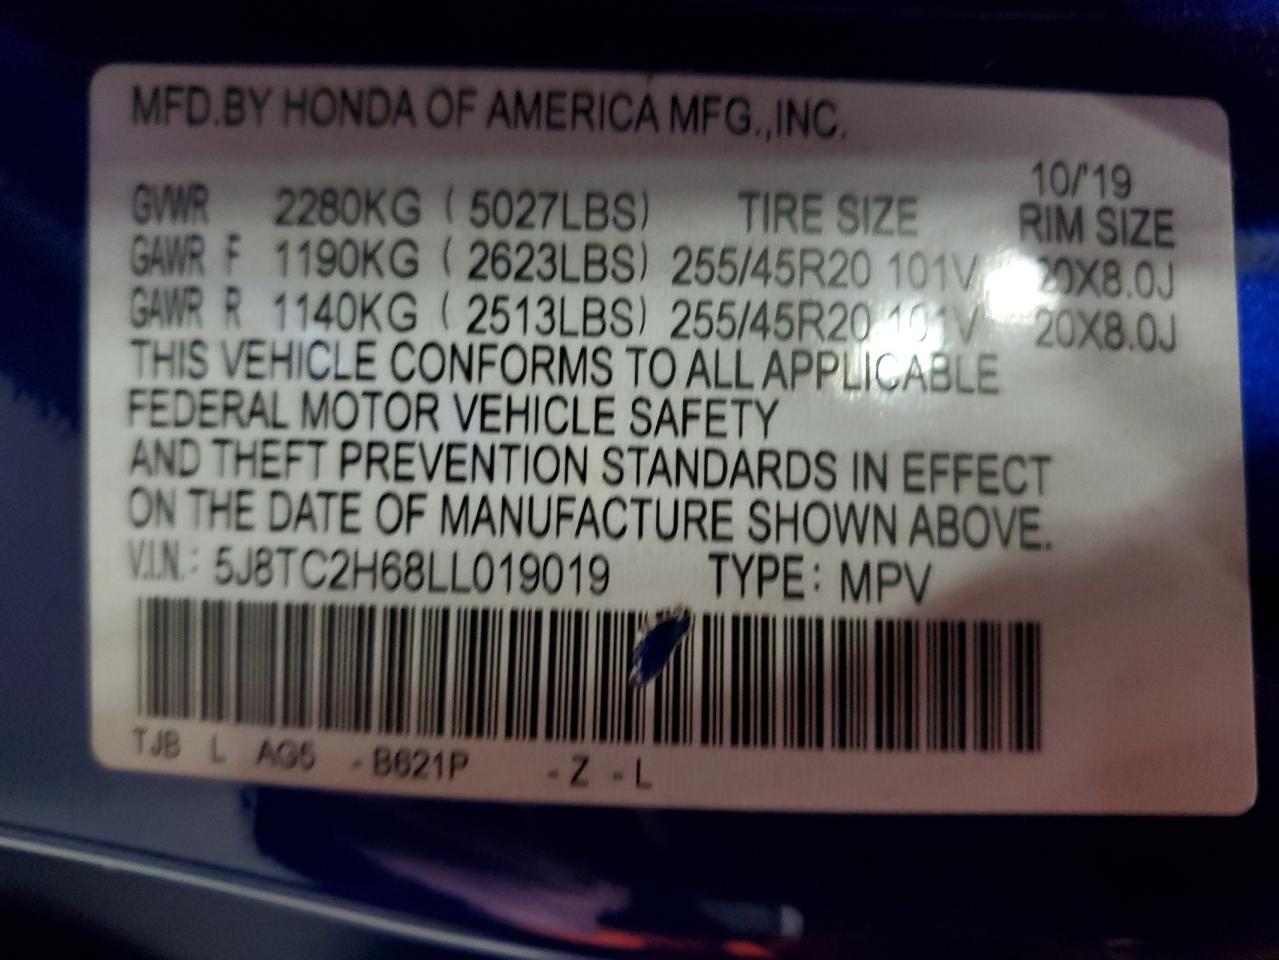 MFD.BY HONDA OF AMERICA MFG.,INC.
10/'19
GVWR 2280KG ( 5027LBS) TIRE SIZE RIM SIZE
GAWR F 1190KG ( 2623LBS) 255/45R20 101V 20X8.0J
GAWR R 1140KG ( 2513LBS) 255/45R20 101V 20X8.0J
THIS VEHICLE CONFORMS TO ALL APPLICABLE
FEDERAL MOTOR VEHICLE SAFETY
AND THEFT PREVENTION STANDARDS IN EFFECT
ON THE DATE OF MANUFACTURE SHOWN ABOVE.
V.I.N.: 5J8TC2H68LL019019 TYPE: MPV
TJB L AG5 -B621P -Z -L